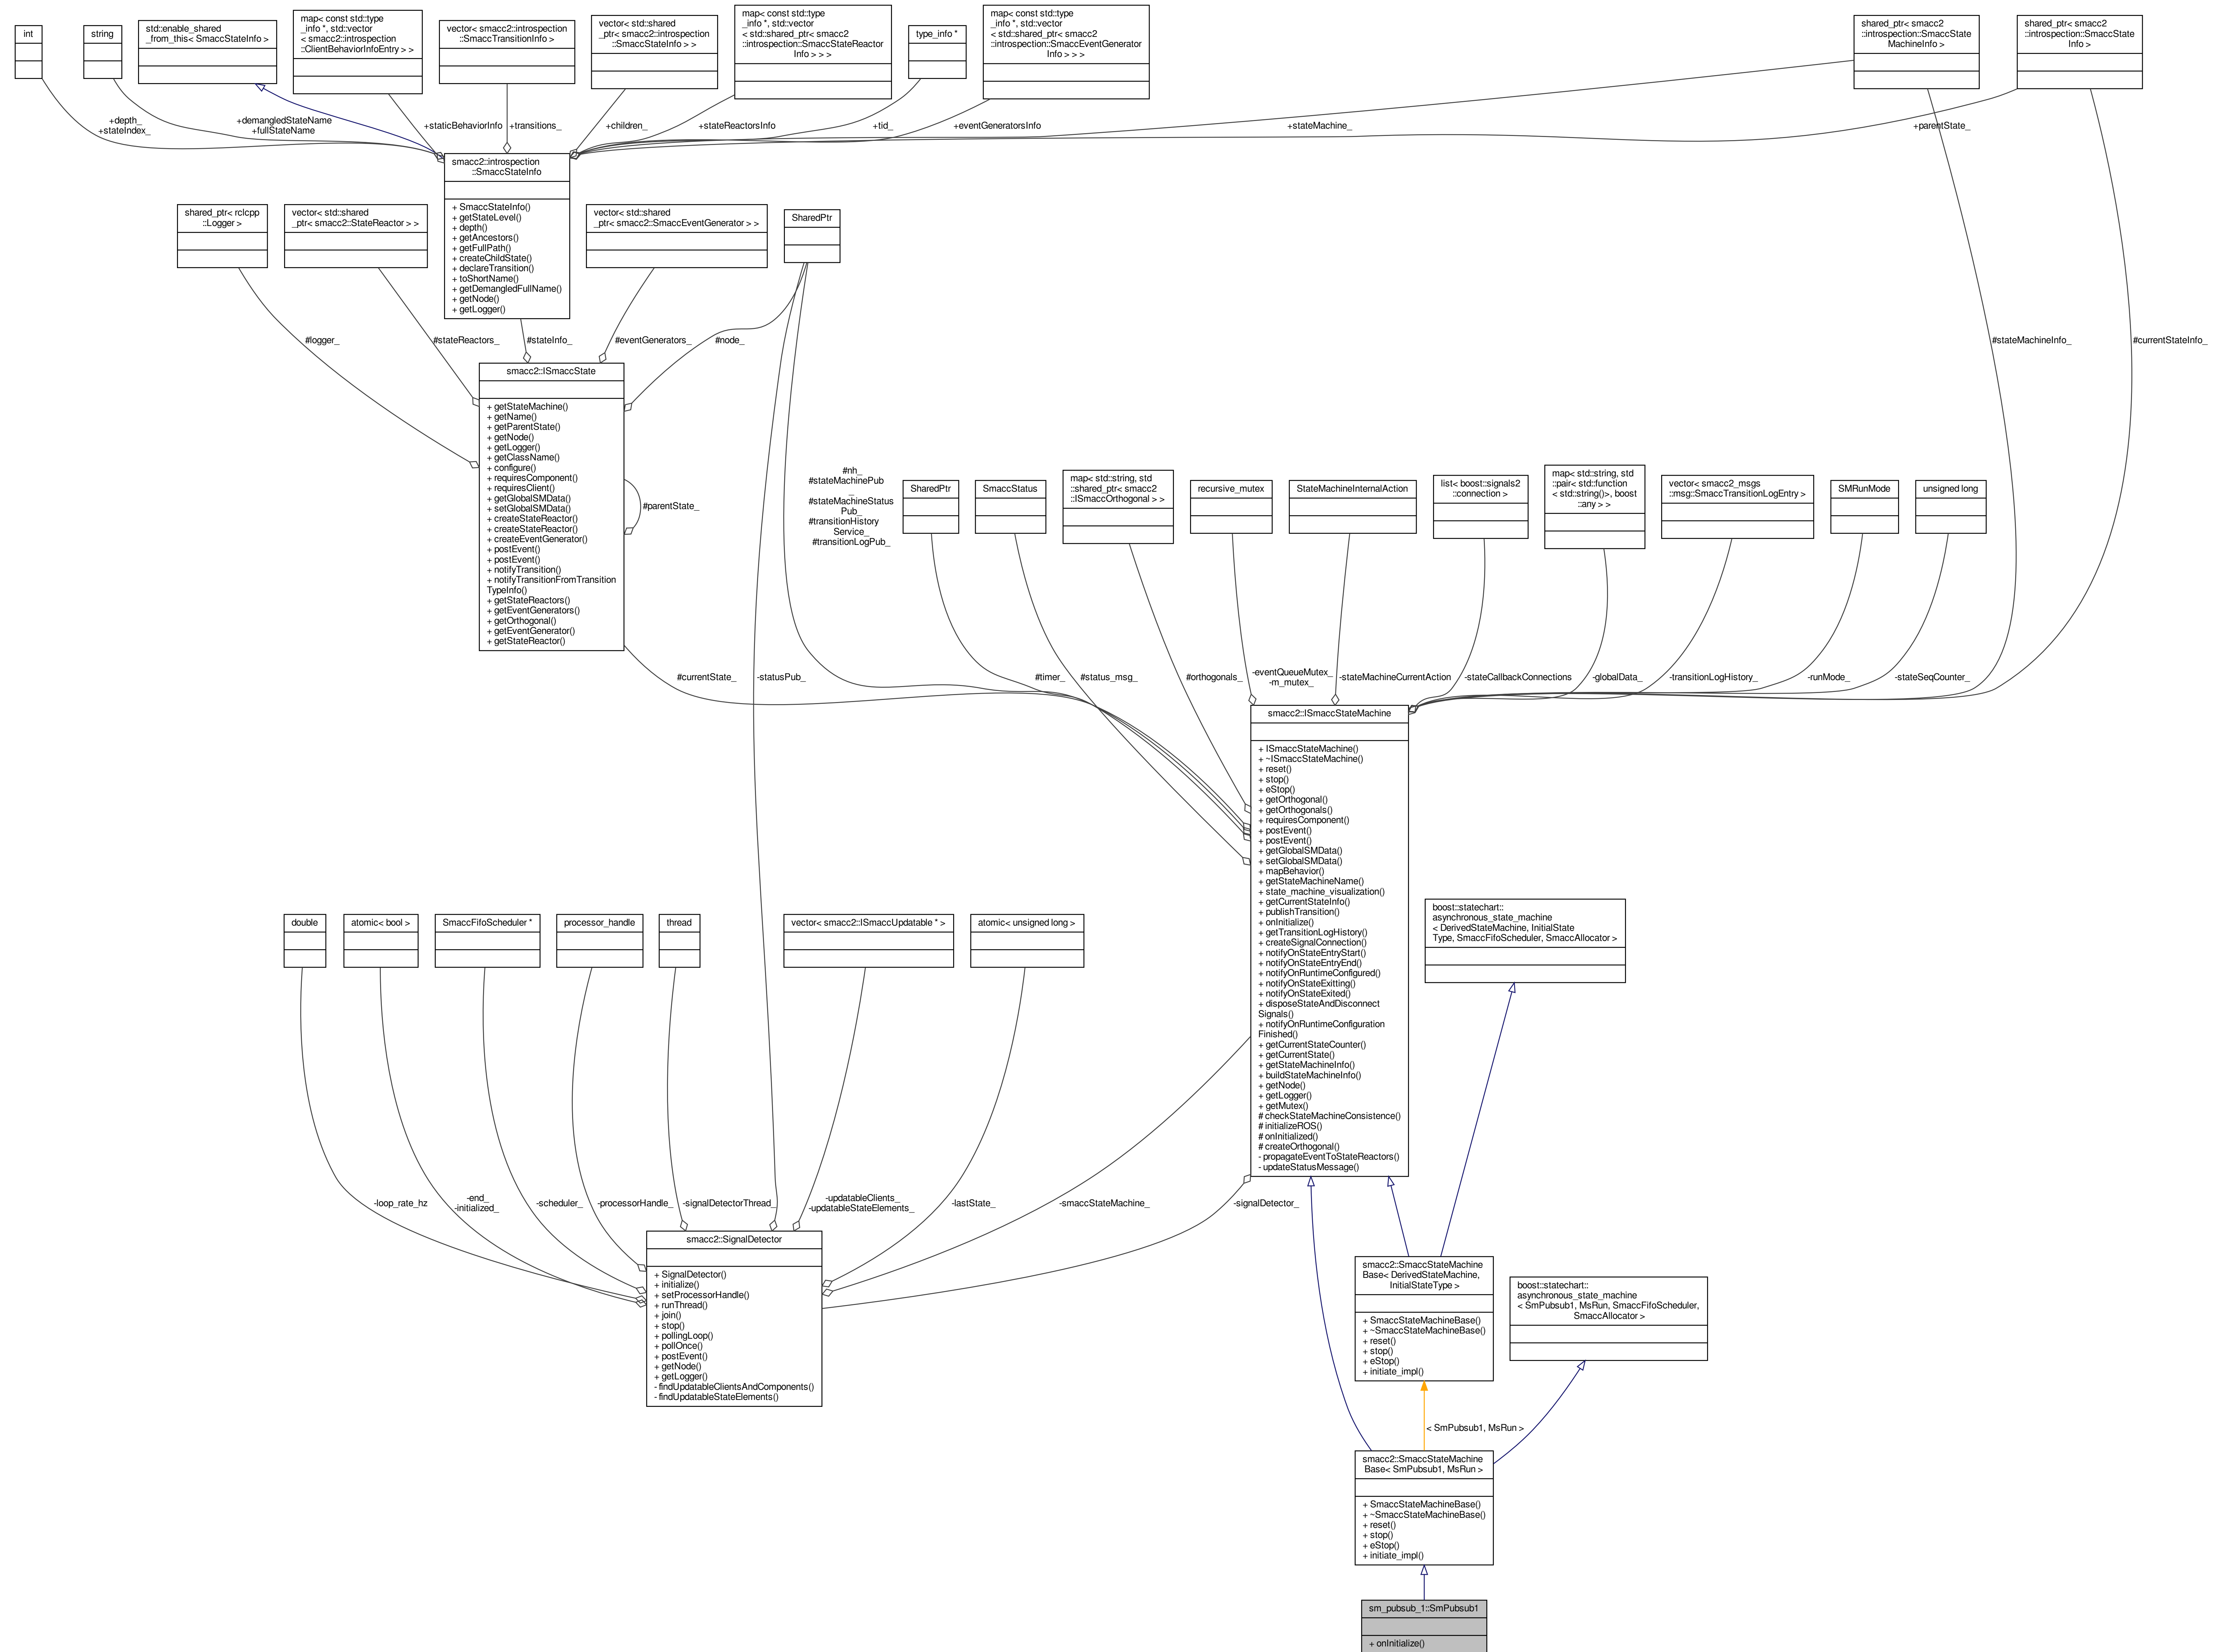 int
string
std::enable_shared
_from_this< SmaccStateInfo >
map< const std::type
_info *, std::vector
< smacc2::introspection
::ClientBehaviorInfoEntry > >
vector< smacc2::introspection
::SmaccTransitionInfo >
vector< std::shared
_ptr< smacc2::introspection
::SmaccStateInfo > >
map< const std::type
_info *, std::vector
< std::shared_ptr< smacc2
::introspection::SmaccStateReactor
Info > > >
type_info *
map< const std::type
_info *, std::vector
< std::shared_ptr< smacc2
::introspection::SmaccEventGenerator
Info > > >
shared_ptr< smacc2
::introspection::SmaccState
MachineInfo >
shared_ptr< smacc2
::introspection::SmaccState
Info >
+depth_
+stateIndex_
+demangledStateName
+fullStateName
+staticBehaviorInfo
+transitions_
+children_
+stateReactorsInfo
+tid_
+eventGeneratorsInfo
+stateMachine_
+parentState_
smacc2::introspection
::SmaccStateInfo
+ SmaccStateInfo()
+ getStateLevel()
+ depth()
+ getAncestors()
+ getFullPath()
+ createChildState()
+ declareTransition()
+ toShortName()
+ getDemangledFullName()
+ getNode()
+ getLogger()
shared_ptr< rclcpp
::Logger >
vector< std::shared
_ptr< smacc2::StateReactor > >
vector< std::shared
_ptr< smacc2::SmaccEventGenerator > >
SharedPtr
#logger_
#stateReactors_
#stateInfo_
#eventGenerators_
#node_
#stateMachineInfo_
#currentStateInfo_
smacc2::ISmaccState
+ getStateMachine()
+ getName()
+ getParentState()
+ getNode()
+ getLogger()
+ getClassName()
+ configure()
+ requiresComponent()
+ requiresClient()
+ getGlobalSMData()
+ setGlobalSMData()
+ createStateReactor()
+ createStateReactor()
+ createEventGenerator()
+ postEvent()
+ postEvent()
+ notifyTransition()
+ notifyTransitionFromTransition
TypeInfo()
+ getStateReactors()
+ getEventGenerators()
+ getOrthogonal()
+ getEventGenerator()
+ getStateReactor()
#parentState_
#nh_
#stateMachinePub
_
#stateMachineStatus
Pub_
#transitionHistory
Service_
#transitionLogPub_
SharedPtr
SmaccStatus
map< std::string, std
::shared_ptr< smacc2
::ISmaccOrthogonal > >
recursive_mutex
StateMachineInternalAction
list< boost::signals2
::connection >
map< std::string, std
::pair< std::function
< std::string()>, boost
::any > >
vector< smacc2_msgs
::msg::SmaccTransitionLogEntry >
SMRunMode
unsigned long
#currentState_
-statusPub_
#timer_
#status_msg_
#orthogonals_
-eventQueueMutex_
-m_mutex_
-stateMachineCurrentAction
-stateCallbackConnections
-globalData_
-transitionLogHistory_
-runMode_
-stateSeqCounter_
smacc2::ISmaccStateMachine
+ ISmaccStateMachine()
+ ~ISmaccStateMachine()
+ reset()
+ stop()
+ eStop()
+ getOrthogonal()
+ getOrthogonals()
+ requiresComponent()
+ postEvent()
+ postEvent()
+ getGlobalSMData()
+ setGlobalSMData()
+ mapBehavior()
+ getStateMachineName()
+ state_machine_visualization()
+ getCurrentStateInfo()
+ publishTransition()
+ onInitialize()
+ getTransitionLogHistory()
+ createSignalConnection()
+ notifyOnStateEntryStart()
+ notifyOnStateEntryEnd()
+ notifyOnRuntimeConfigured()
+ notifyOnStateExitting()
+ notifyOnStateExited()
+ disposeStateAndDisconnect
Signals()
+ notifyOnRuntimeConfiguration
Finished()
+ getCurrentStateCounter()
+ getCurrentState()
+ getStateMachineInfo()
+ buildStateMachineInfo()
+ getNode()
+ getLogger()
+ getMutex()
# checkStateMachineConsistence()
# initializeROS()
# onInitialized()
# createOrthogonal()
- propagateEventToStateReactors()
- updateStatusMessage()
double
atomic< bool >
SmaccFifoScheduler *
processor_handle
thread
vector< smacc2::ISmaccUpdatable * >
atomic< unsigned long >
boost::statechart::
asynchronous_state_machine
< DerivedStateMachine, InitialState
Type, SmaccFifoScheduler, SmaccAllocator >
-loop_rate_hz
-end_
-initialized_
-scheduler_
-processorHandle_
-signalDetectorThread_
-updatableClients_
-updatableStateElements_
-lastState_
-smaccStateMachine_
-signalDetector_
smacc2::SignalDetector
+ SignalDetector()
+ initialize()
+ setProcessorHandle()
+ runThread()
+ join()
+ stop()
+ pollingLoop()
+ pollOnce()
+ postEvent()
+ getNode()
+ getLogger()
- findUpdatableClientsAndComponents()
- findUpdatableStateElements()
smacc2::SmaccStateMachine
Base< DerivedStateMachine,
InitialStateType >
+ SmaccStateMachineBase()
+ ~SmaccStateMachineBase()
+ reset()
+ stop()
+ eStop()
+ initiate_impl()
boost::statechart::
asynchronous_state_machine
< SmPubsub1, MsRun, SmaccFifoScheduler,
SmaccAllocator >
< SmPubsub1, MsRun >
smacc2::SmaccStateMachine
Base< SmPubsub1, MsRun >
+ SmaccStateMachineBase()
+ ~SmaccStateMachineBase()
+ reset()
+ stop()
+ eStop()
+ initiate_impl()
sm_pubsub_1::SmPubsub1
+ onInitialize()